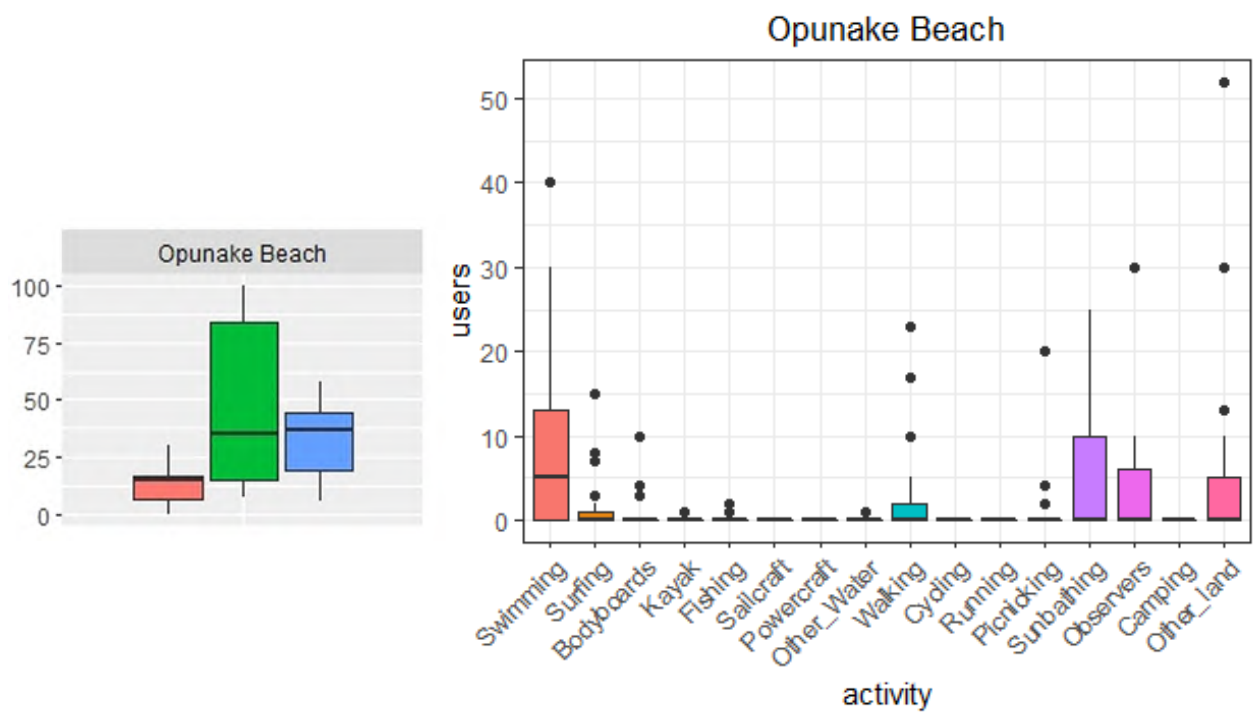 Opunake Beach
100
75
50
25
0
Opunake Beach
users
50
40
30
20
10
0
Swimming
Surfing
Bodyboards
Kayak
Fishing
Sailcraft
Powercraft
Other_Water
Walking
Cycling
Running
Picnicking
Sunbathing
Observers
Camping
Other_land
activity